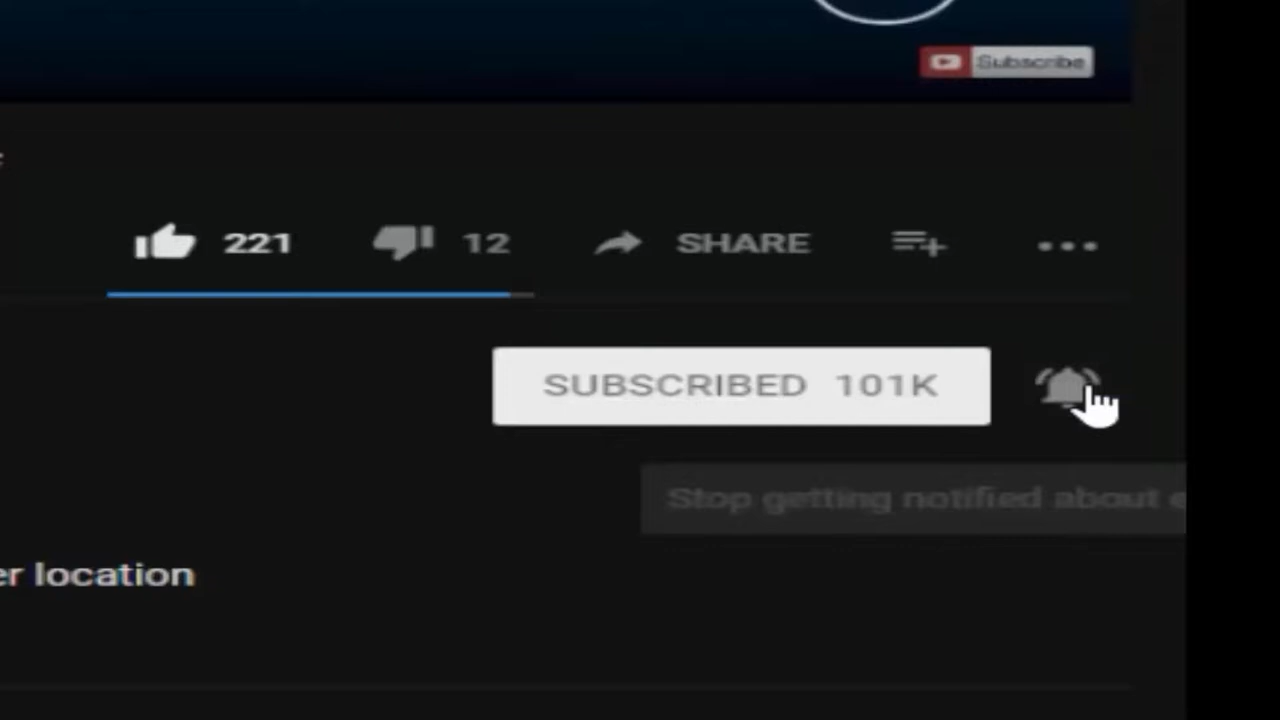 Subscribe
221 12 SHARE
SUBSCRIBED 101K
Stop getting notified about
er location